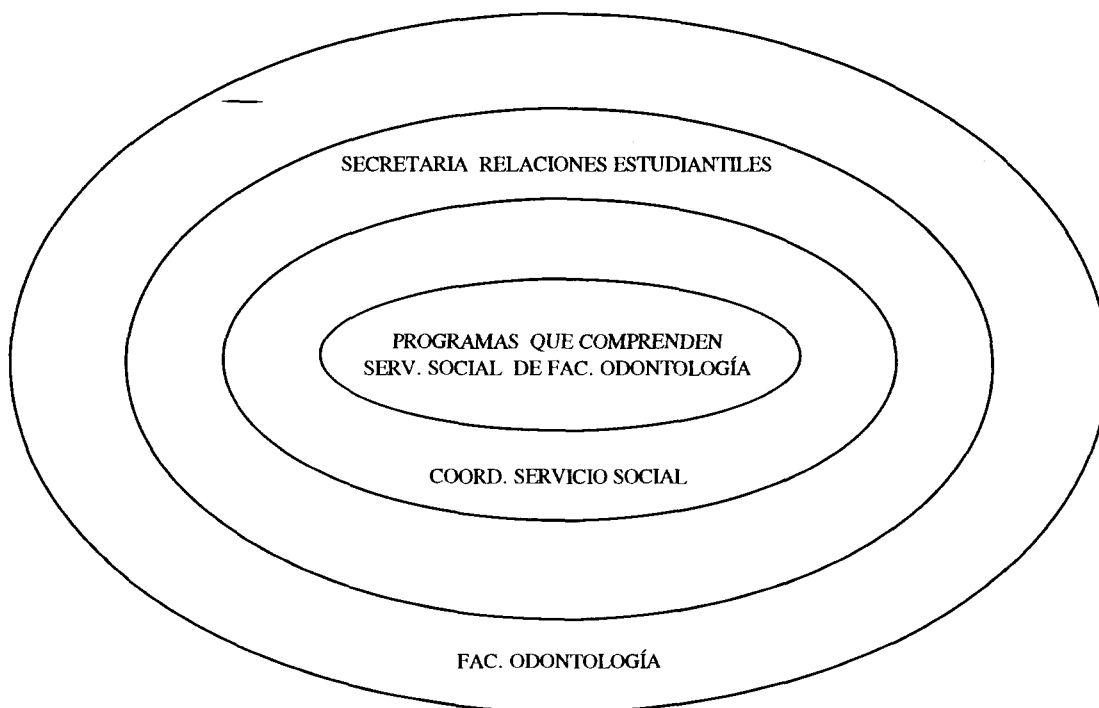 SECRETARIA RELACIONES ESTUDIANTILES
PROGRAMAS QUE COMPRENDEN
SERV. SOCIAL DE FAC. ODONTOLOGÍA
COORD. SERVICIO SOCIAL
FAC. ODONTOLOGÍA